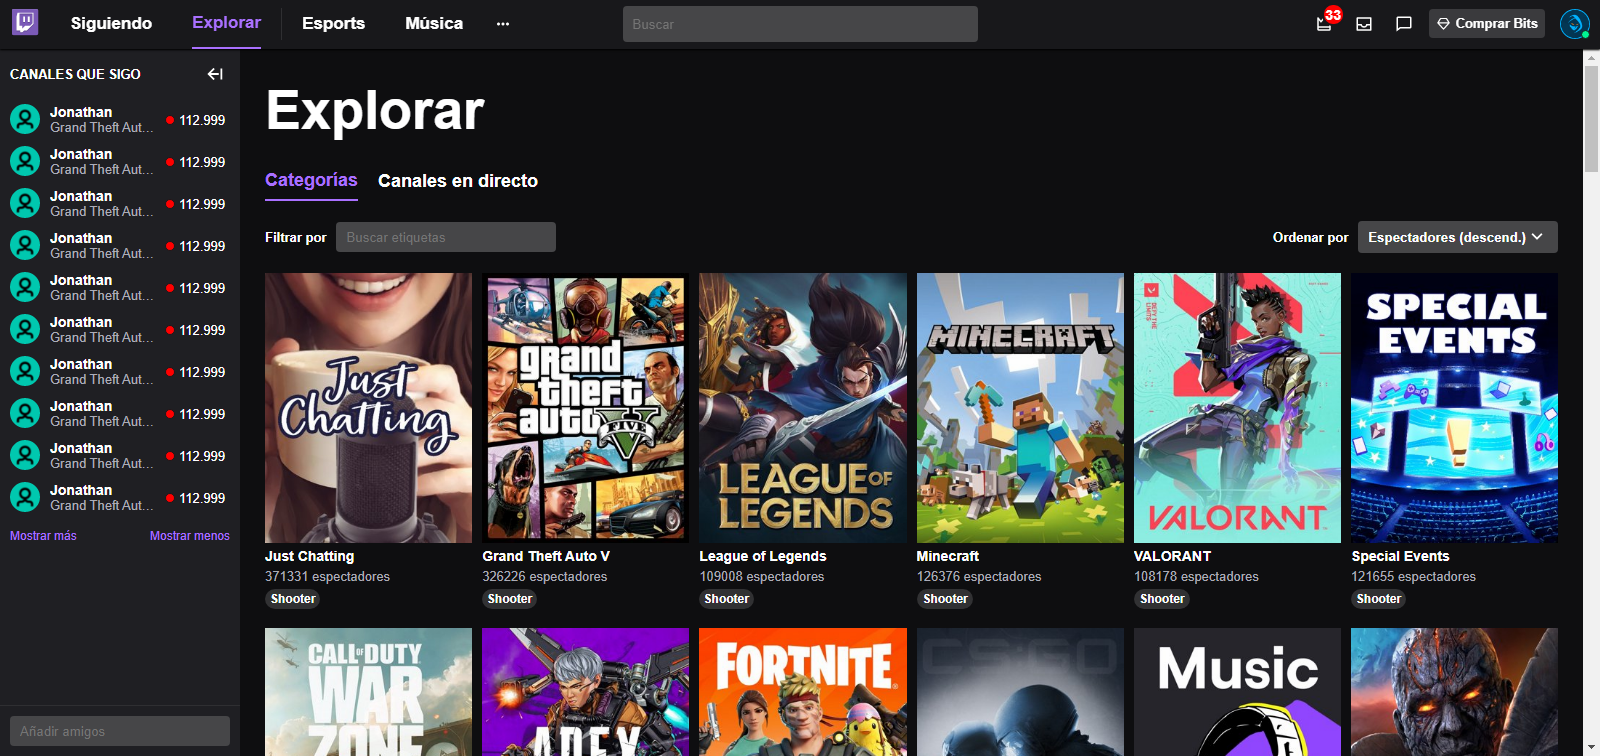 Siguiendo
Explorar
Esports
Música
Buscar
33
Comprar Bits
CANALES QUE SIGO
Jonathan
Grand Theft Aut...
112.999
Jonathan
Grand Theft Aut...
112.999
Jonathan
Grand Theft Aut...
112.999
Jonathan
Grand Theft Aut...
112.999
Jonathan
Grand Theft Aut...
112.999
Jonathan
Grand Theft Aut...
112.999
Jonathan
Grand Theft Aut...
112.999
Jonathan
Grand Theft Aut...
112.999
Jonathan
Grand Theft Aut...
112.999
Jonathan
Grand Theft Aut...
112.999
Mostrar más
Mostrar menos
Añadir amigos
Explorar
Categorías
Canales en directo
Filtrar por
Buscar etiquetas
Ordenar por
Espectadores (descend.)
Just
Chatting
Just Chatting
371331 espectadores
Shooter
grand
theft
auto
FIVE
Grand Theft Auto V
326226 espectadores
Shooter
LEAGUE OF
LEGENDS
League of Legends
109008 espectadores
Shooter
MINECRAFT
Minecraft
126376 espectadores
Shooter
DEFY THE
LIMITS
VALORANT
VALORANT
108178 espectadores
Shooter
SPECIAL
EVENTS
Special Events
121655 espectadores
Shooter
CALL OF DUTY
WAR
ZONE
APEX
FORTNITE
CS:GO
Music